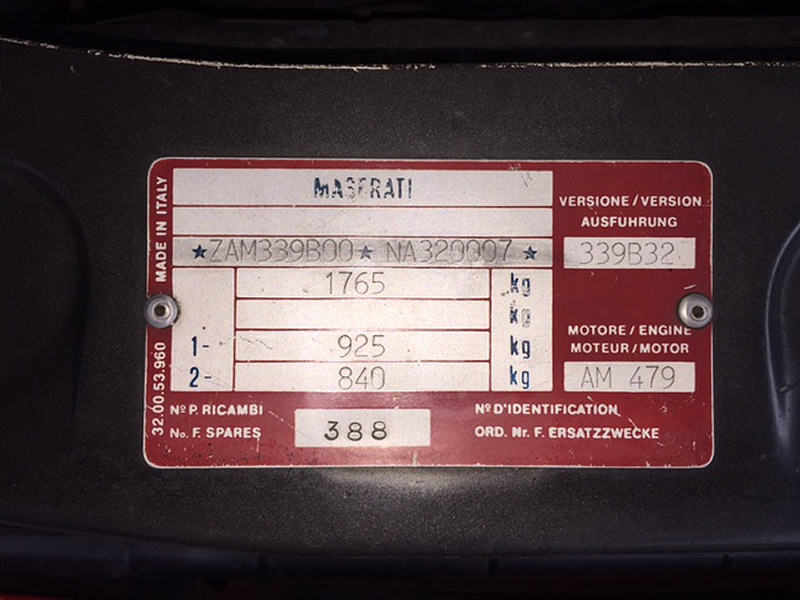 MADE IN ITALY
MASERATI
VERSIONE / VERSION
AUSFUHRUNG
★ZAM339B00★ NA320007 ★
339B32
1765 kg
kg
1- 925 kg
2- 840 kg
MOTORE / ENGINE
MOTEUR / MOTOR
AM 479
32.00.53.960
Nº P. RICAMBI
No. F. SPARES
388
Nº D'IDENTIFICATION
ORD. Nr. F. ERSATZZWECKE